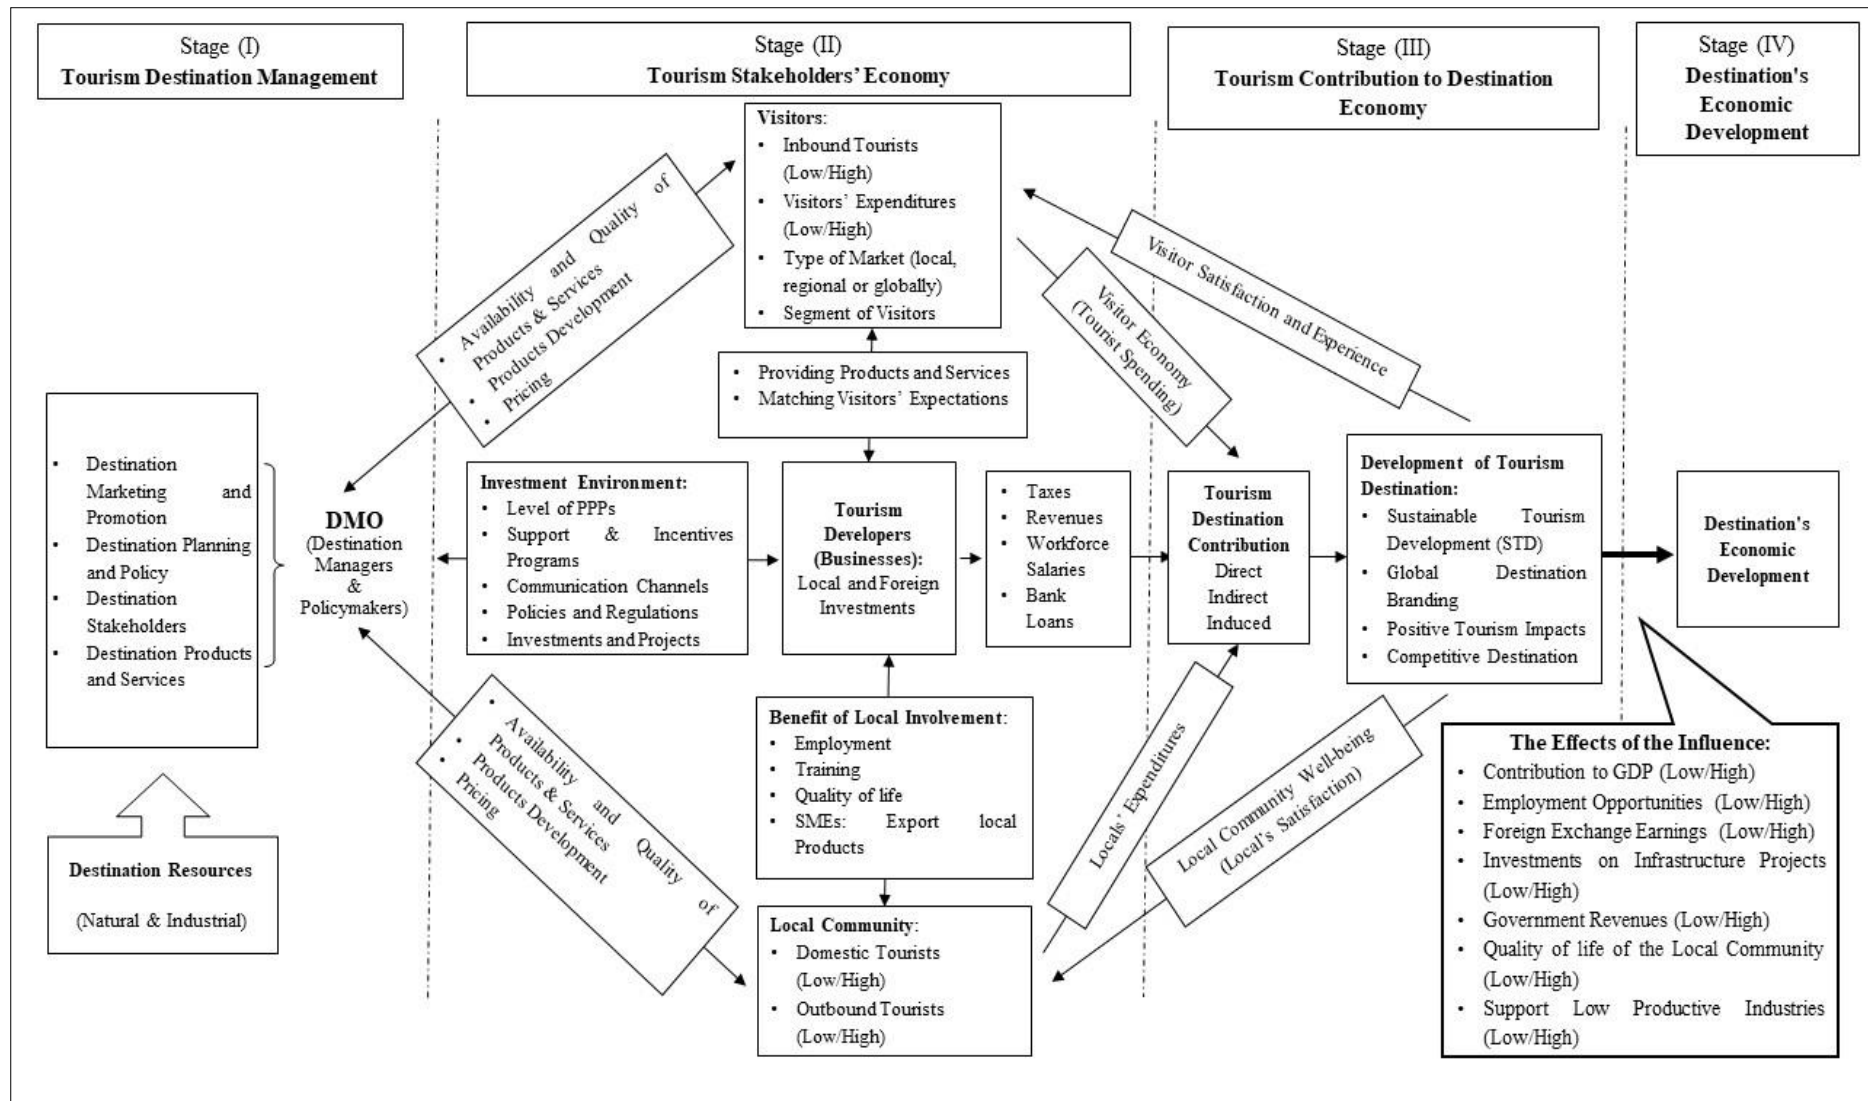 Stage (I)
Tourism Destination Management
Stage (II)
Tourism Stakeholders’ Economy
Stage (III)
Tourism Contribution to Destination
Economy
Stage (IV)
Destination's
Economic
Development
Visitors:
• Inbound Tourists
(Low/High)
• Visitors’ Expenditures
(Low/High)
• Type of Market (local,
regional or globally)
• Segment of Visitors
• Availability and Quality of
Products & Services
• Products Development
• Pricing
Visitor Economy
(Tourist Spending)
Visitor Satisfaction and Experience
• Providing Products and Services
• Matching Visitors’ Expectations
• Destination
Marketing and
Promotion
• Destination Planning
and Policy
• Destination
Stakeholders
• Destination Products
and Services
DMO
(Destination
Managers
&
Policymakers)
Investment Environment:
• Level of PPPs
• Support & Incentives
Programs
• Communication Channels
• Policies and Regulations
• Investments and Projects
Tourism
Developers
(Businesses):
Local and Foreign
Investments
• Taxes
• Revenues
• Workforce
Salaries
• Bank
Loans
Tourism
Destination
Contribution
Direct
Indirect
Induced
Development of Tourism
Destination:
• Sustainable Tourism
Development (STD)
• Global Destination
Branding
• Positive Tourism Impacts
• Competitive Destination
Destination's
Economic
Development
• Availability and Quality of
Products & Services
• Products Development
• Pricing
Benefit of Local Involvement:
• Employment
• Training
• Quality of life
• SMEs: Export local
Products
Locals’ Expenditures
Local Community Well-being
(Local’s Satisfaction)
Destination Resources
(Natural & Industrial)
Local Community:
• Domestic Tourists
(Low/High)
• Outbound Tourists
(Low/High)
The Effects of the Influence:
• Contribution to GDP (Low/High)
• Employment Opportunities (Low/High)
• Foreign Exchange Earnings (Low/High)
• Investments on Infrastructure Projects
(Low/High)
• Government Revenues (Low/High)
• Quality of life of the Local Community
(Low/High)
• Support Low Productive Industries
(Low/High)